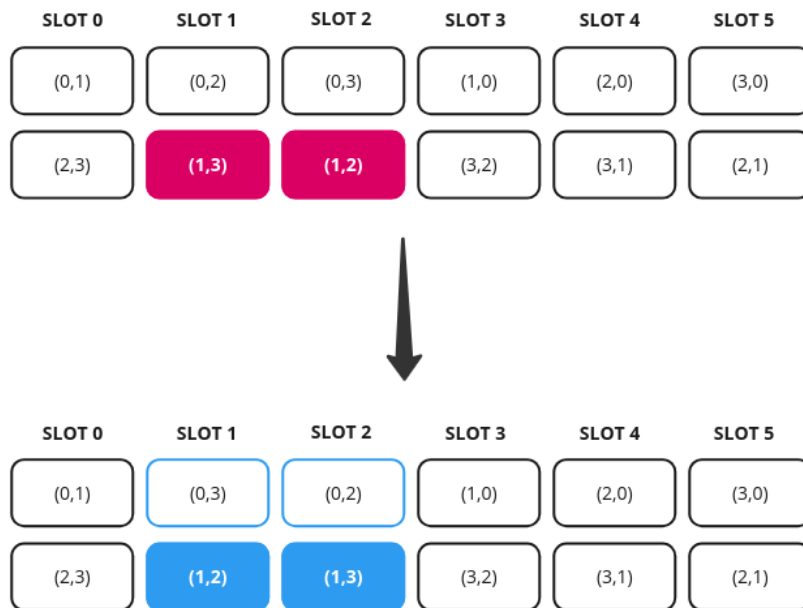 SLOT 0 SLOT 1 SLOT 2 SLOT 3 SLOT 4 SLOT 5
(0,1) (0,2) (0,3) (1,0) (2,0) (3,0)
(2,3) (1,3) (1,2) (3,2) (3,1) (2,1)
SLOT 0 SLOT 1 SLOT 2 SLOT 3 SLOT 4 SLOT 5
(0,1) (0,3) (0,2) (1,0) (2,0) (3,0)
(2,3) (1,2) (1,3) (3,2) (3,1) (2,1)